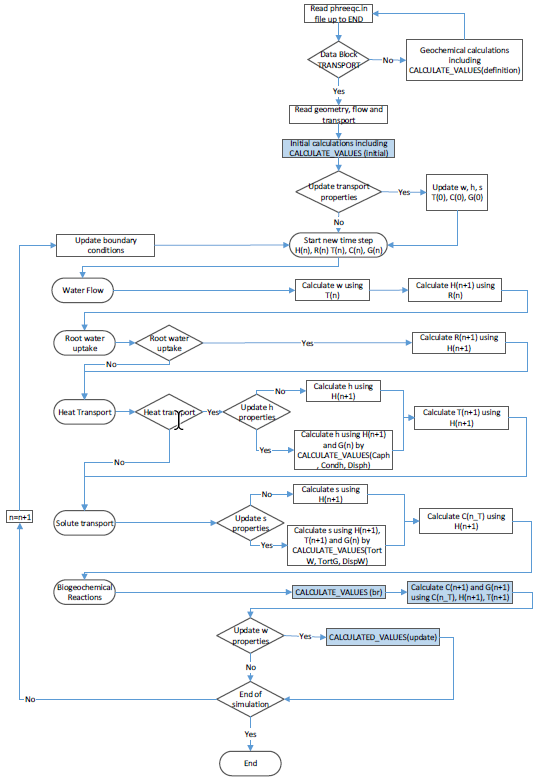 Read phreeqc.in
file up to END
Data Block
TRANSPORT
No
Geochemical calculations
including
CALCULATE_VALUES(definition)
Yes
Read geometry, flow and
transport
Initial calculations including
CALCULATE_VALUES (initial)
Update transport
properties
Yes
Update w, h, s
T(0), C(0), G(0)
No
Update boundary
conditions
Start new time step
H(n), R(n) T(n), C(n), G(n)
Water Flow
Calculate w using
T(n)
Calculate H(n+1) using
R(n)
Root water
uptake
Root water
uptake
Yes
Calculate R(n+1) using
H(n+1)
No
Heat Transport
Heat transport
Yes
Update h
properties
No
Calculate h using
H(n+1)
Calculate T(n+1) using
H(n+1)
Yes
Calculate h using H(n+1)
and G(n) by
CALCULATE_VALUES(Caph
, Condh, Disph)
No
n=n+1
Solute transport
Update s
properties
No
Calculate s using
H(n+1)
Calculate C(n_T) using
H(n+1)
Yes
Calculate s using H(n+1),
T(n+1) and G(n) by
CALCULATE_VALUES(Tort
W, TortG, DispW)
Biogeochemical
Reactions
CALCULATE_VALUES (br)
Calculate C(n+1) and G(n+1)
using C(n_T), H(n+1), T(n+1)
Update w
properties
Yes
CALCULATED_VALUES(update)
No
End of
simulation
No
Yes
End